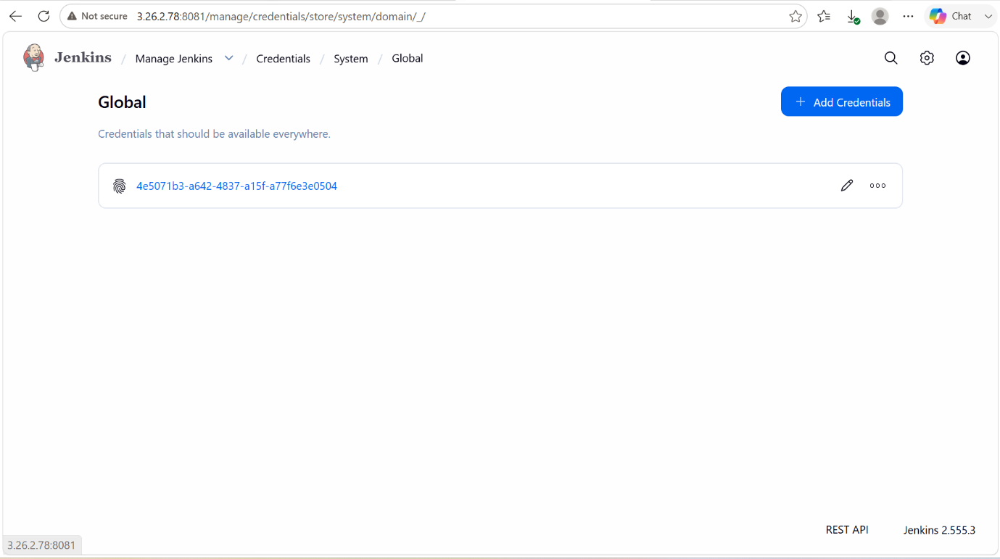 Not secure 3.26.2.78:8081/manage/credentials/store/system/domain/_/ Chat
Jenkins / Manage Jenkins / Credentials / System / Global
Global
+ Add Credentials
Credentials that should be available everywhere.
4e5071b3-a642-4837-a15f-a77f6e3e0504
REST API Jenkins 2.555.3
3.26.2.78:8081